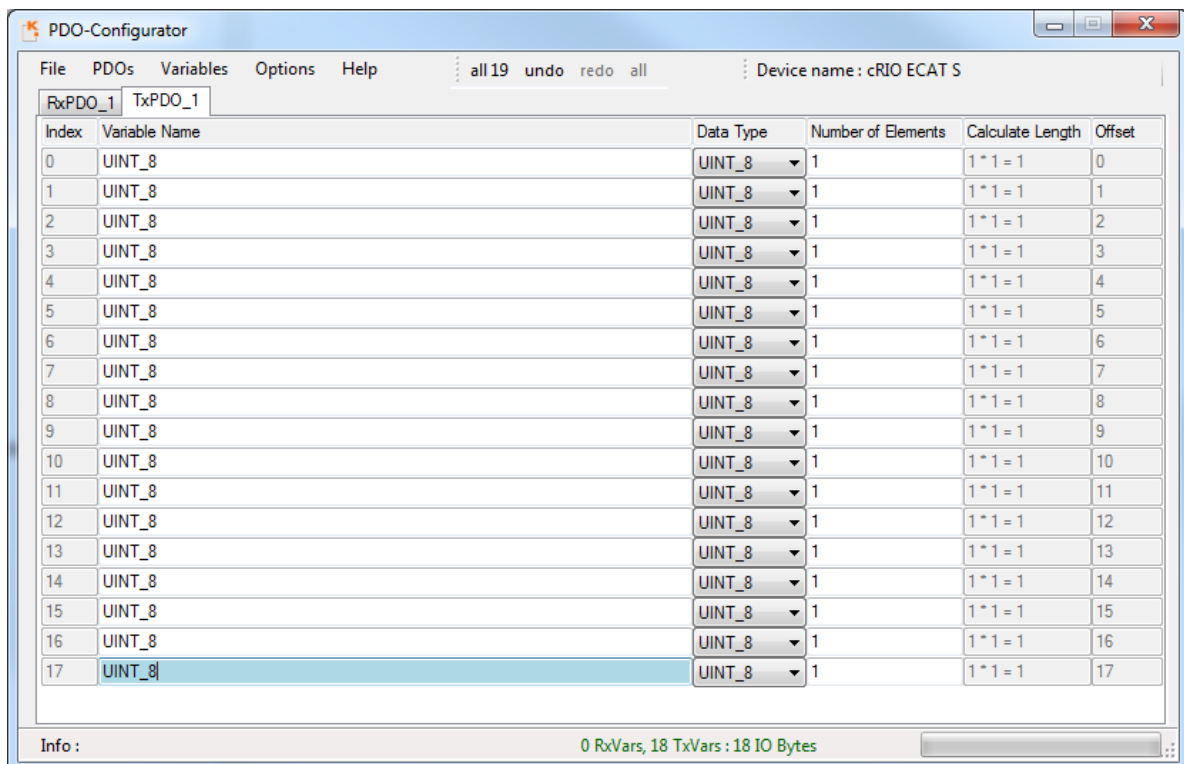 PDO-Configurator
File PDOs Variables Options Help all 19 undo redo all Device name : cRIO ECAT S
RxPDO_1 TxPDO_1
Index Variable Name Data Type Number of Elements Calculate Length Offset
0 UINT_8 UINT_8 1 1 * 1 = 1 0
1 UINT_8 UINT_8 1 1 * 1 = 1 1
2 UINT_8 UINT_8 1 1 * 1 = 1 2
3 UINT_8 UINT_8 1 1 * 1 = 1 3
4 UINT_8 UINT_8 1 1 * 1 = 1 4
5 UINT_8 UINT_8 1 1 * 1 = 1 5
6 UINT_8 UINT_8 1 1 * 1 = 1 6
7 UINT_8 UINT_8 1 1 * 1 = 1 7
8 UINT_8 UINT_8 1 1 * 1 = 1 8
9 UINT_8 UINT_8 1 1 * 1 = 1 9
10 UINT_8 UINT_8 1 1 * 1 = 1 10
11 UINT_8 UINT_8 1 1 * 1 = 1 11
12 UINT_8 UINT_8 1 1 * 1 = 1 12
13 UINT_8 UINT_8 1 1 * 1 = 1 13
14 UINT_8 UINT_8 1 1 * 1 = 1 14
15 UINT_8 UINT_8 1 1 * 1 = 1 15
16 UINT_8 UINT_8 1 1 * 1 = 1 16
17 UINT_8 UINT_8 1 1 * 1 = 1 17
Info : 0 RxVars, 18 TxVars : 18 IO Bytes